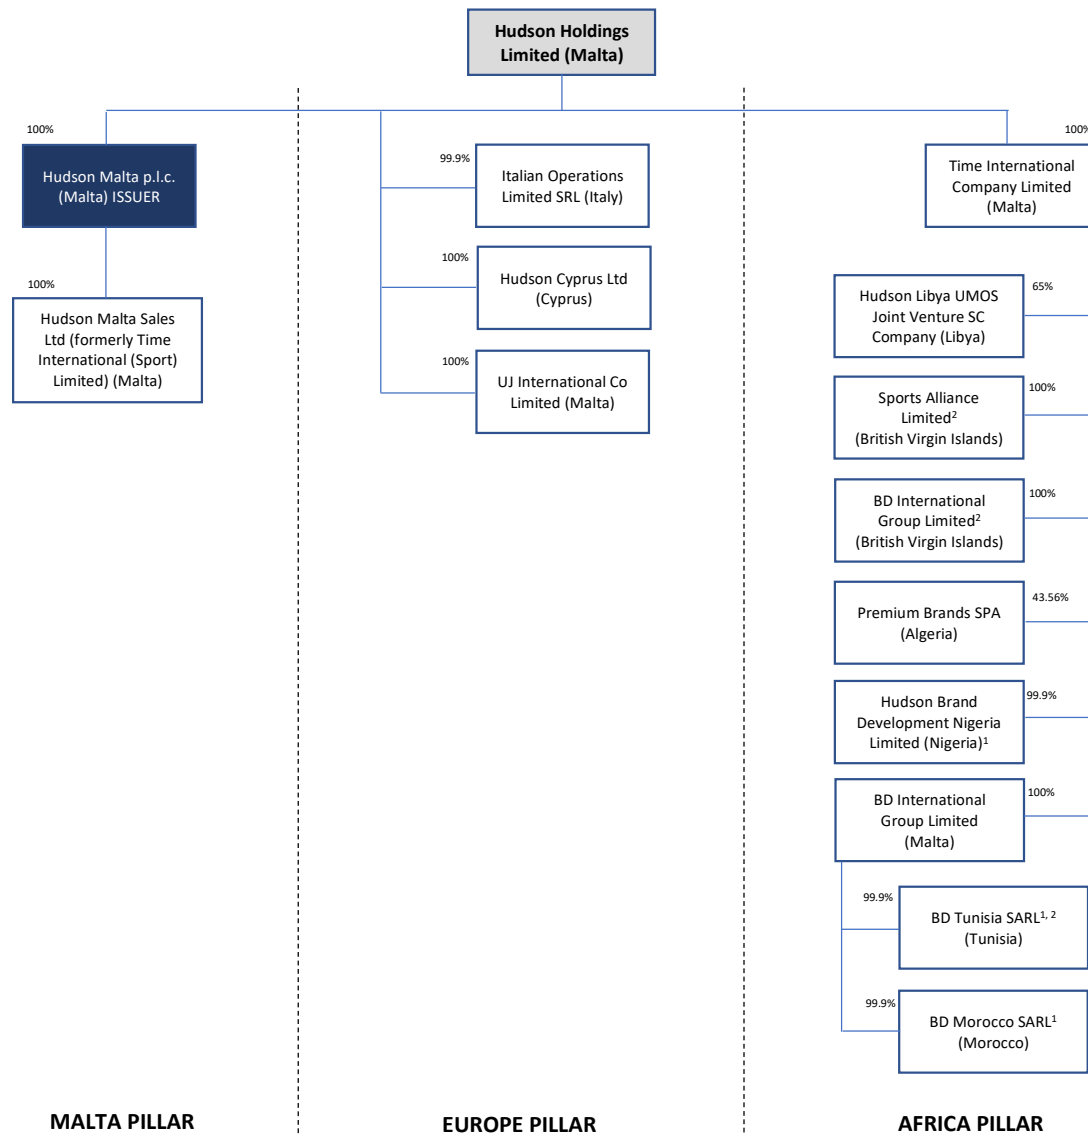 Hudson Holdings
Limited (Malta)
100%
Hudson Malta p.l.c.
(Malta) ISSUER
100%
Hudson Malta Sales
Ltd (formerly Time
International (Sport)
Limited) (Malta)
99.9%
Italian Operations
Limited SRL (Italy)
100%
Hudson Cyprus Ltd
(Cyprus)
100%
UJ International Co
Limited (Malta)
100%
Time International
Company Limited
(Malta)
65%
Hudson Libya UMOS
Joint Venture SC
Company (Libya)
100%
Sports Alliance
Limited²
(British Virgin Islands)
100%
BD International
Group Limited²
(British Virgin Islands)
43.56%
Premium Brands SPA
(Algeria)
99.9%
Hudson Brand
Development Nigeria
Limited (Nigeria)¹
100%
BD International
Group Limited
(Malta)
99.9%
BD Tunisia SARL¹, ²
(Tunisia)
99.9%
BD Morocco SARL¹
(Morocco)
MALTA PILLAR
EUROPE PILLAR
AFRICA PILLAR